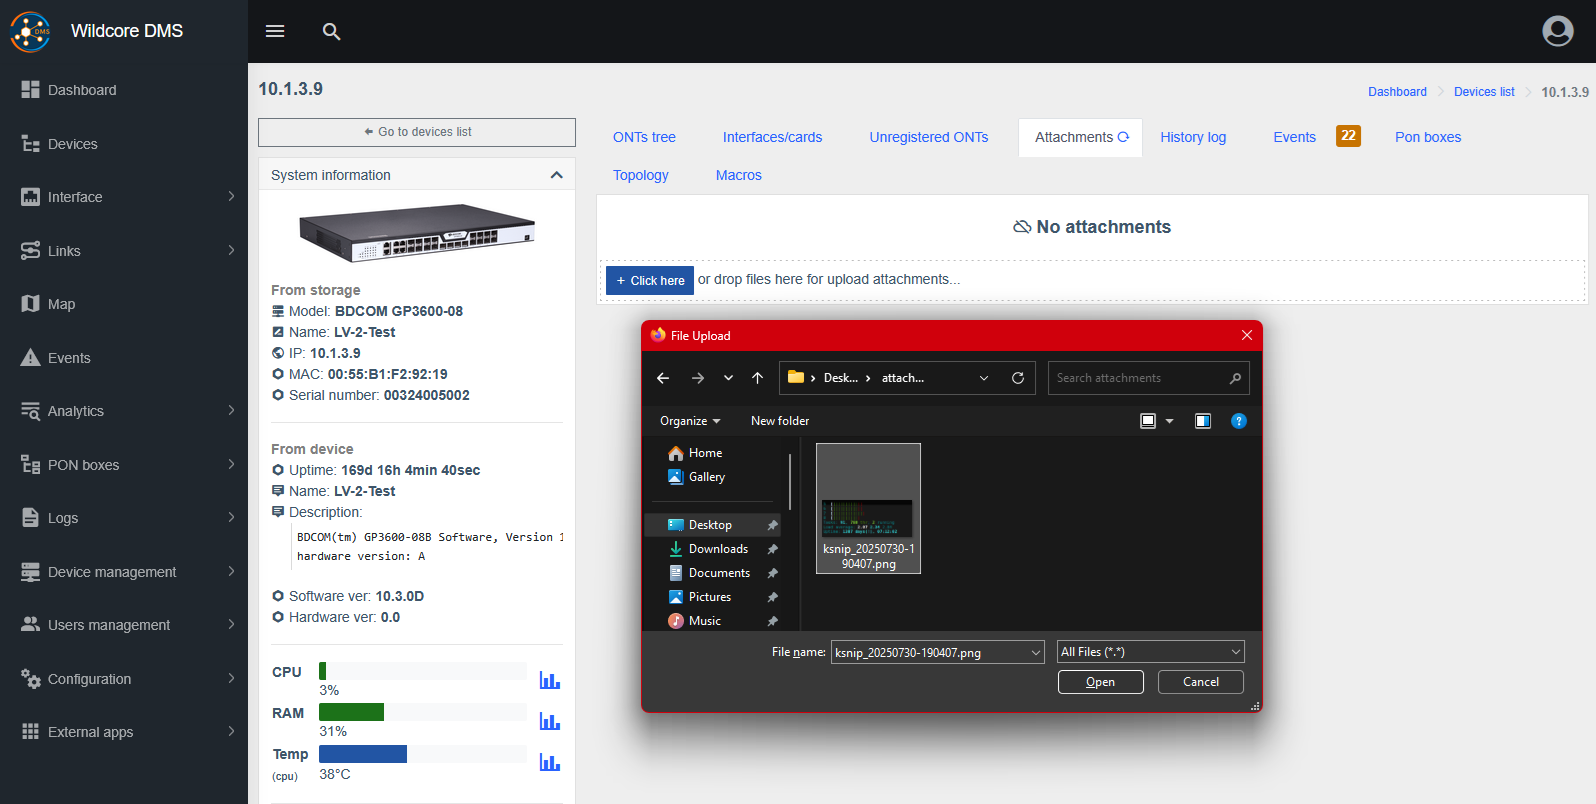 Wildcore DMS
Dashboard
Devices
Interface
Links
Map
Events
Analytics
PON boxes
Logs
Device management
Users management
Configuration
External apps
10.1.3.9
Dashboard
Devices list
10.1.3.9
Go to devices list
System information
From storage
Model: BDCOM GP3600-08
Name: LV-2-Test
IP: 10.1.3.9
MAC: 00:55:B1:F2:92:19
Serial number: 00324005002
From device
Uptime: 169d 16h 4min 40sec
Name: LV-2-Test
Description:
BDCOM(tm) GP3600-08B Software, Version 1
hardware version: A
Software ver: 10.3.0D
Hardware ver: 0.0
CPU
3%
RAM
31%
Temp
(cpu)
38°C
ONTs tree
Interfaces/cards
Unregistered ONTs
Attachments
History log
Events 22
Pon boxes
Topology
Macros
No attachments
+ Click here or drop files here for upload attachments...
File Upload
Desk...
attach...
Search attachments
Organize
New folder
Home
Gallery
Desktop
Downloads
Documents
Pictures
Music
ksnip_20250730-1
90407.png
File name: ksnip_20250730-190407.png
All Files (*.*)
Open
Cancel